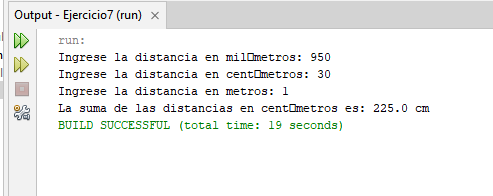 Output - Ejercicio7 (run)
run:
Ingrese la distancia en mil□metros: 950
Ingrese la distancia en cent□metros: 30
Ingrese la distancia en metros: 1
La suma de las distancias en cent□metros es: 225.0 cm
BUILD SUCCESSFUL (total time: 19 seconds)